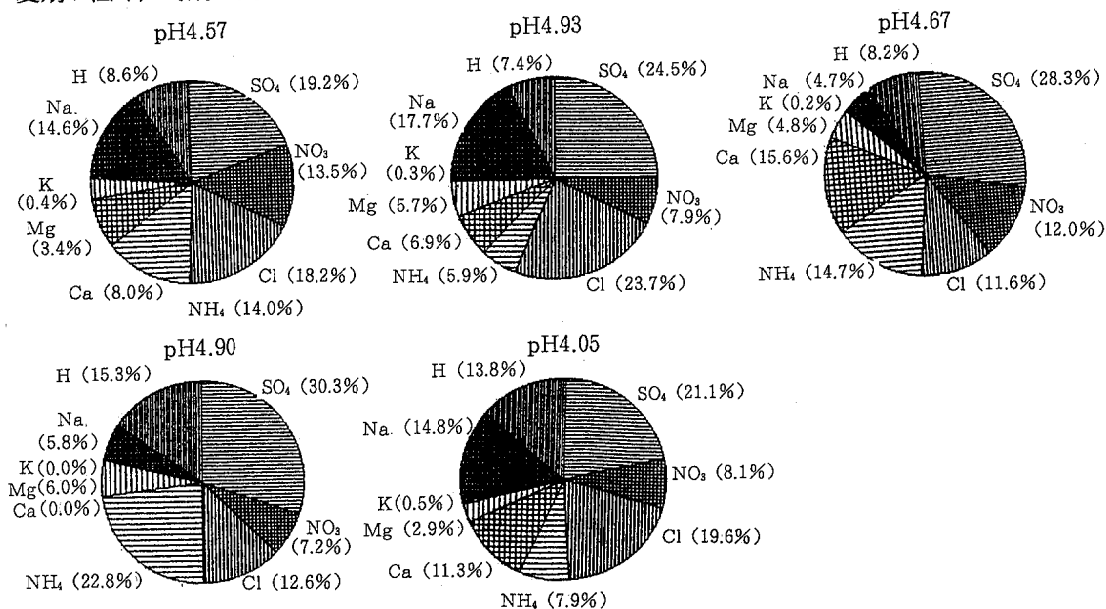 pH4.57
H (8.6%)
SO₄ (19.2%)
Na.
(14.6%)
NO₃
(13.5%)
K
(0.4%)
Mg
(3.4%)
Cl (18.2%)
Ca (8.0%)
NH₄ (14.0%)
pH4.93
H (7.4%)
SO₄ (24.5%)
Na
(17.7%)
K
(0.3%)
NO₃
(7.9%)
Mg (5.7%)
Ca (6.9%)
NH₄ (5.9%)
Cl (23.7%)
pH4.67
H (8.2%)
SO₄ (28.3%)
Na (4.7%)
K (0.2%)
Mg (4.8%)
Ca (15.6%)
NO₃
(12.0%)
NH₄ (14.7%)
Cl (11.6%)
pH4.90
H (15.3%)
SO₄ (30.3%)
Na.
(5.8%)
K(0.0%)
Mg(6.0%)
Ca(0.0%)
NO₃
(7.2%)
NH₄ (22.8%)
Cl (12.6%)
pH4.05
H (13.8%)
SO₄ (21.1%)
Na. (14.8%)
NO₃ (8.1%)
K(0.5%)
Mg (2.9%)
Cl (19.6%)
Ca (11.3%)
NH₄ (7.9%)